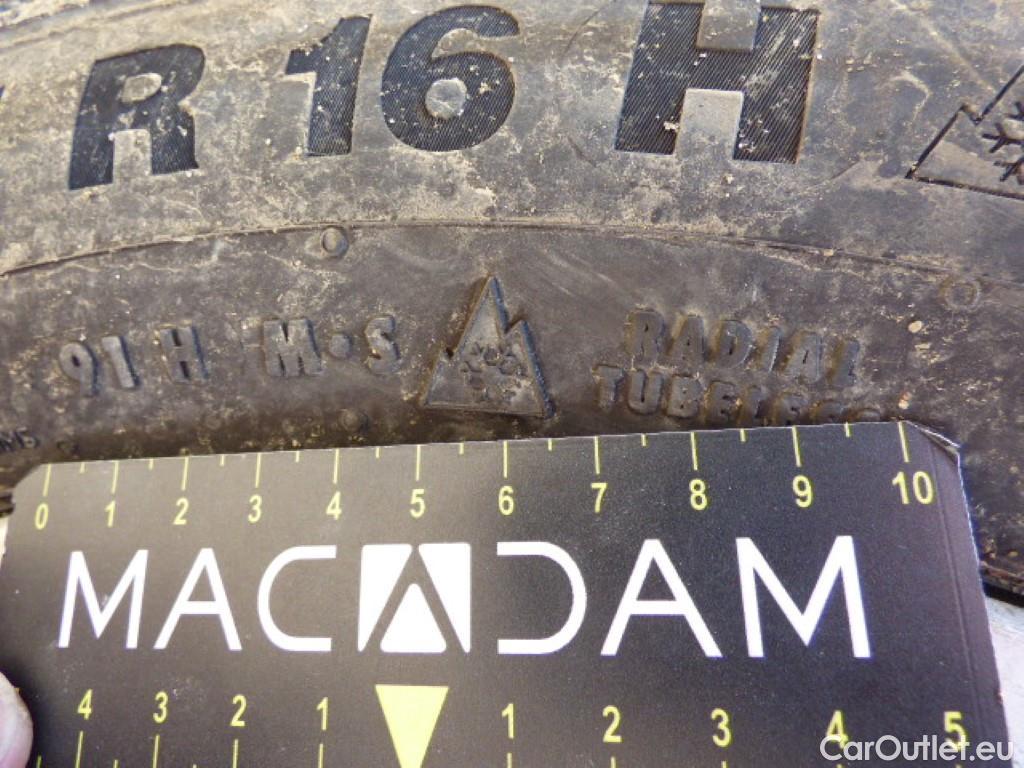 R 16 H
91 H M·S RADIAL
TUBELESS
0 1 2 3 4 5 6 7 8 9 10
MACADAM
4 3 2 1 1 2 3 4 5
CarOutlet.eu